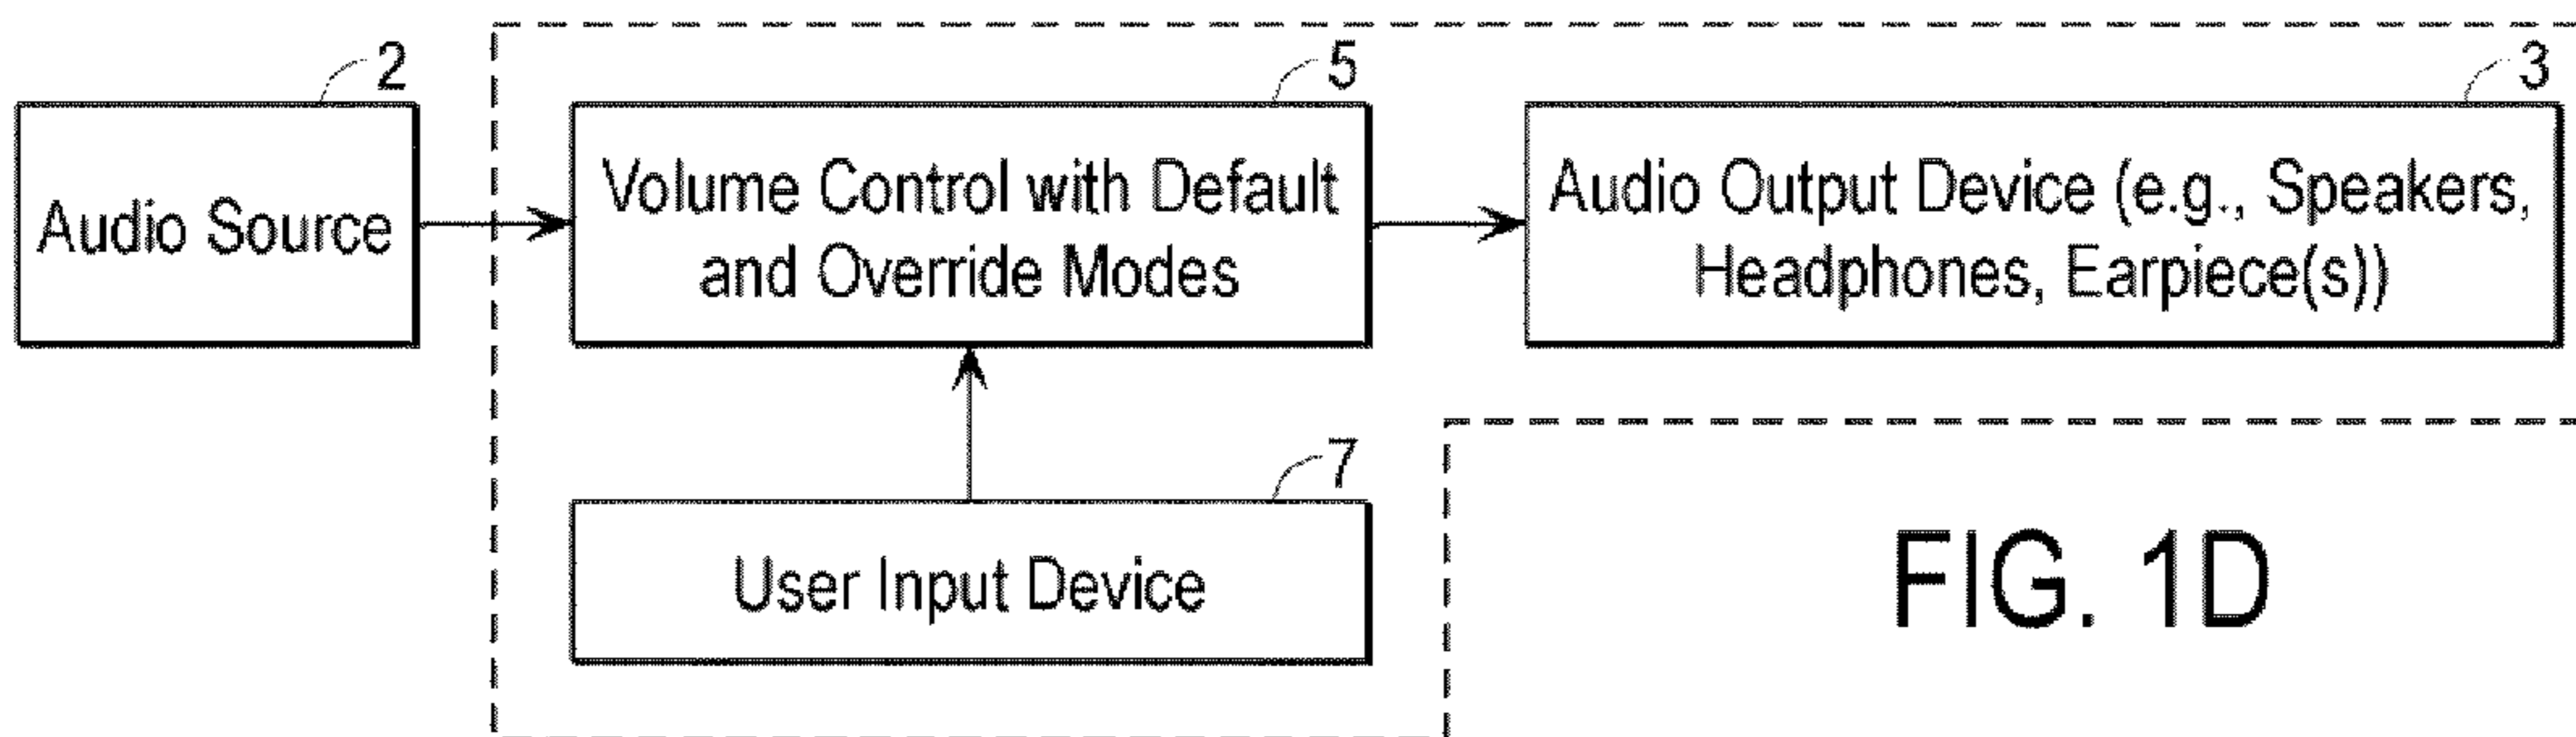 2
Audio Source
5
Volume Control with Default
and Override Modes
3
Audio Output Device (e.g., Speakers,
Headphones, Earpiece(s))
7
User Input Device
FIG. 1D